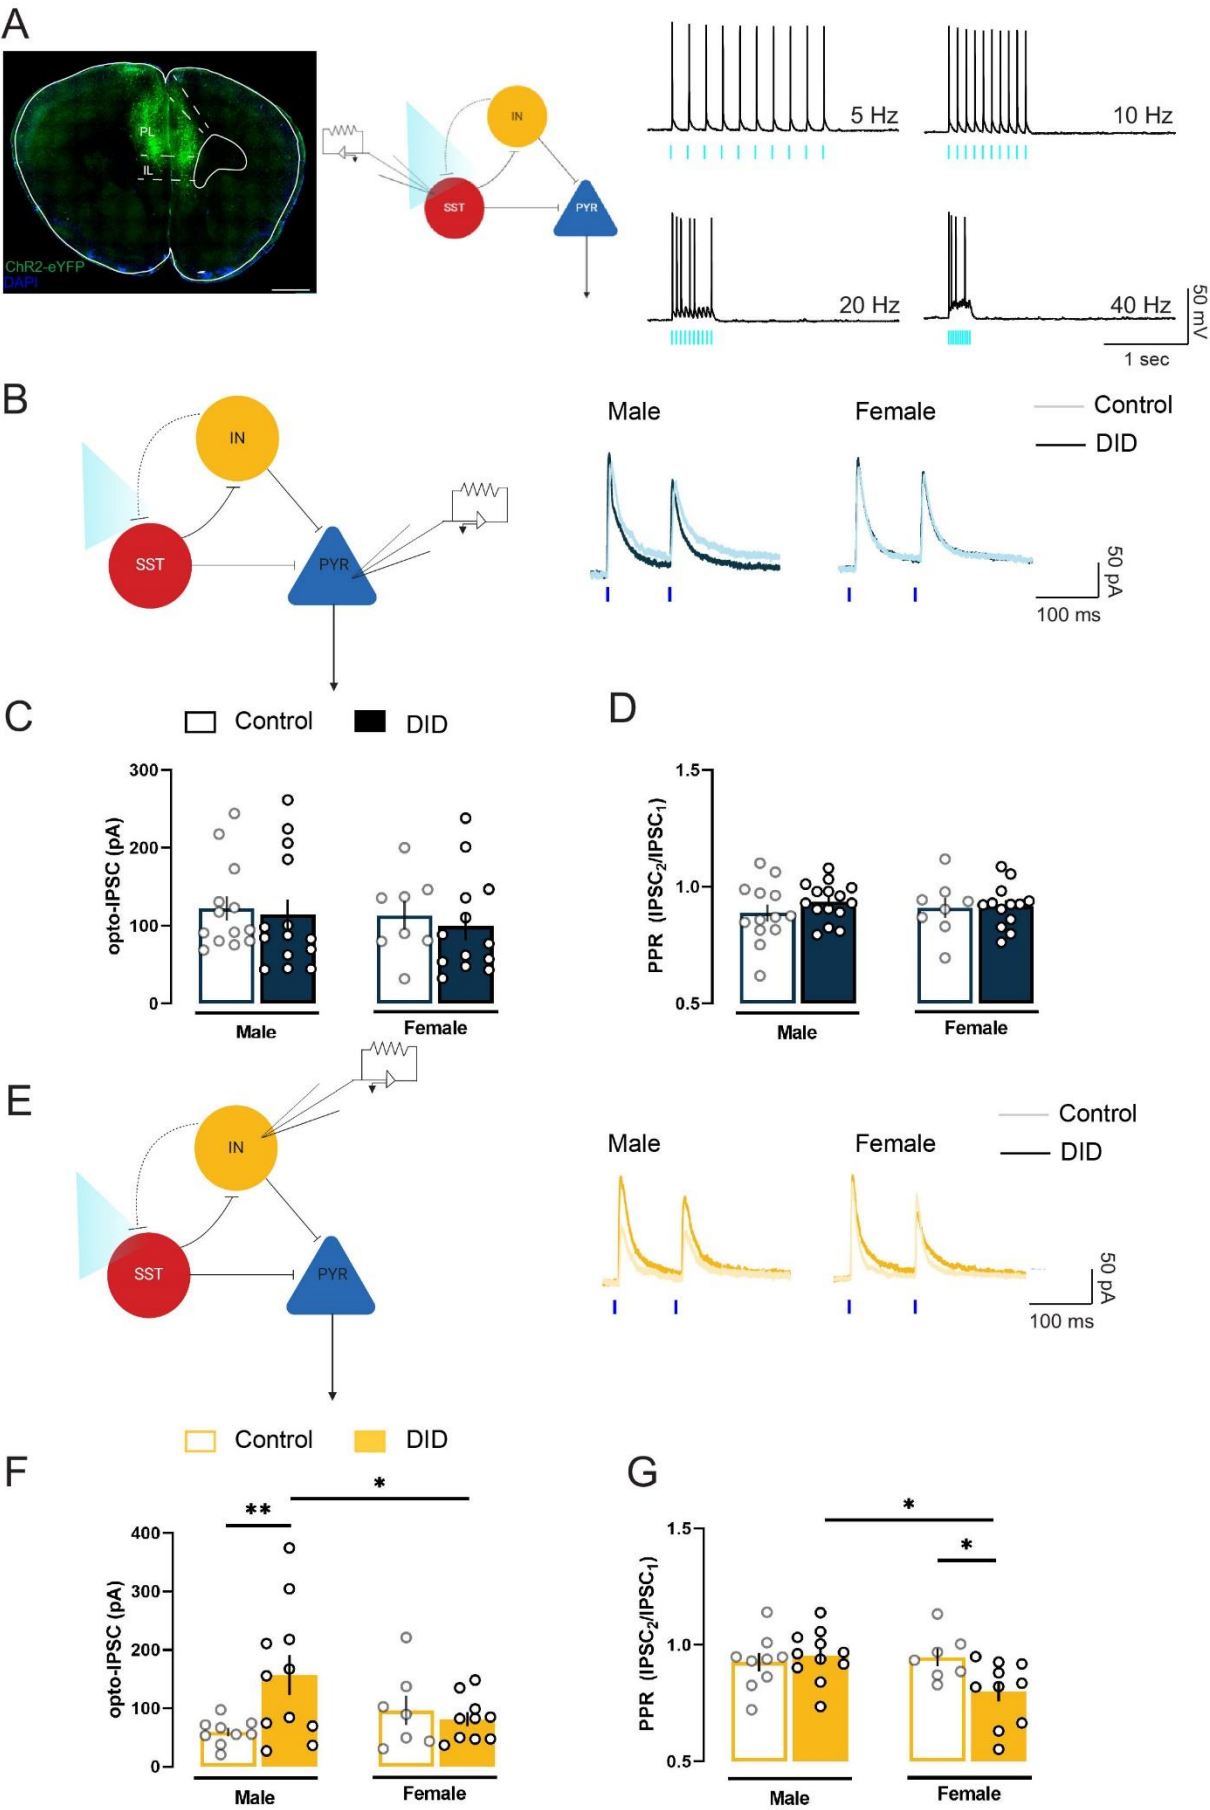 A
PL
IL
ChR2-eYFP
DAPI
IN
SST
PYR
5 Hz
10 Hz
20 Hz
40 Hz
50 mV
1 sec
B
IN
SST
PYR
Male
Female
Control
DID
50 pA
100 ms
C
Control
DID
opto-IPSC (pA)
300
200
100
0
Male
Female
D
PPR (IPSC2/IPSC1)
1.5
1.0
0.5
Male
Female
E
IN
SST
PYR
Male
Female
Control
DID
50 pA
100 ms
Control
DID
F
opto-IPSC (pA)
400
300
200
100
0
**
*
Male
Female
G
PPR (IPSC2/IPSC1)
1.5
1.0
0.5
*
*
Male
Female